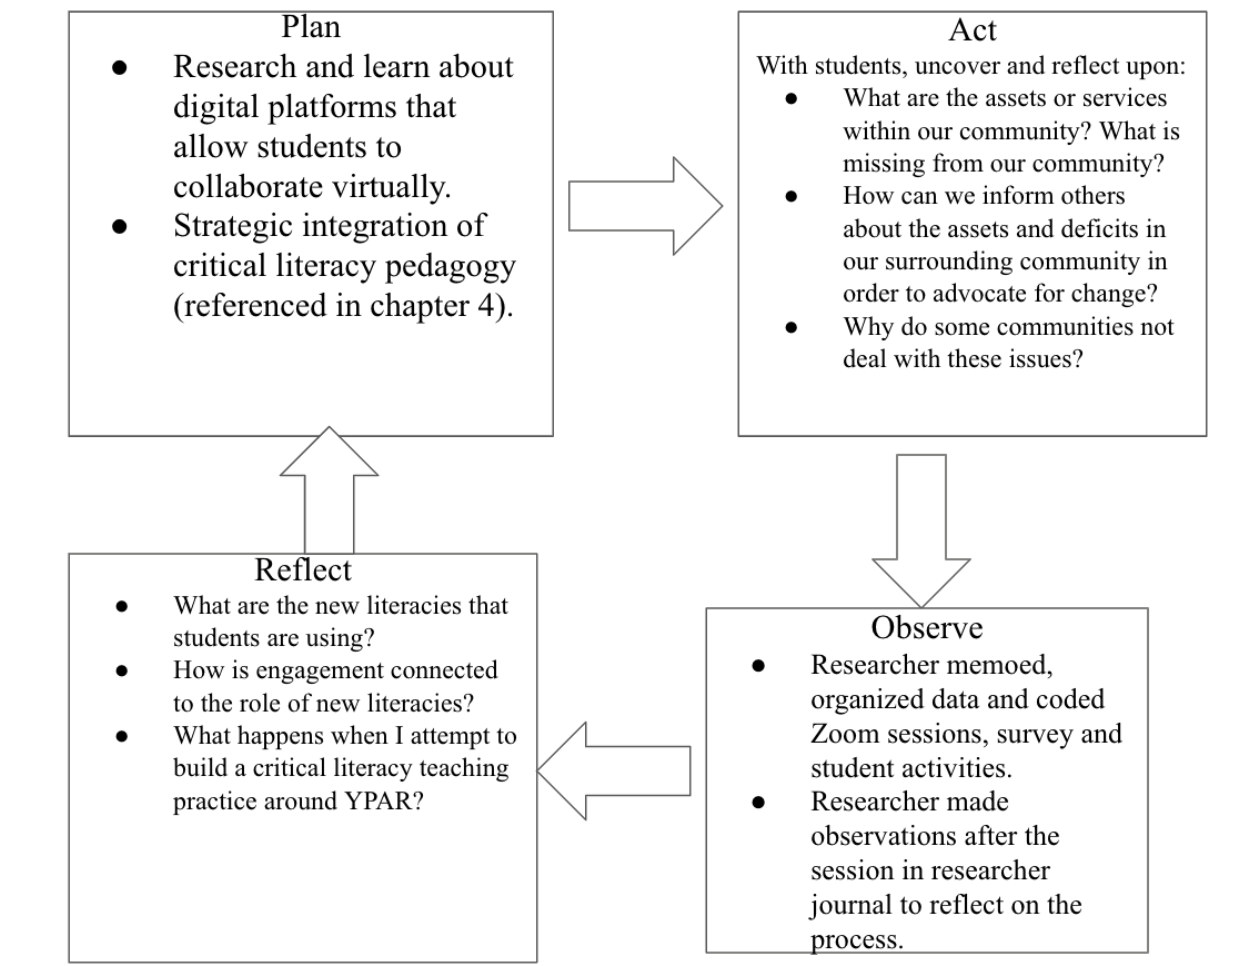 Plan
● Research and learn about
digital platforms that
allow students to
collaborate virtually.
● Strategic integration of
critical literacy pedagogy
(referenced in chapter 4).
Act
With students, uncover and reflect upon:
● What are the assets or services
within our community? What is
missing from our community?
● How can we inform others
about the assets and deficits in
our surrounding community in
order to advocate for change?
● Why do some communities not
deal with these issues?
Observe
● Researcher memoed,
organized data and coded
Zoom sessions, survey and
student activities.
● Researcher made
observations after the
session in researcher
journal to reflect on the
process.
Reflect
● What are the new literacies that
students are using?
● How is engagement connected
to the role of new literacies?
● What happens when I attempt to
build a critical literacy teaching
practice around YPAR?